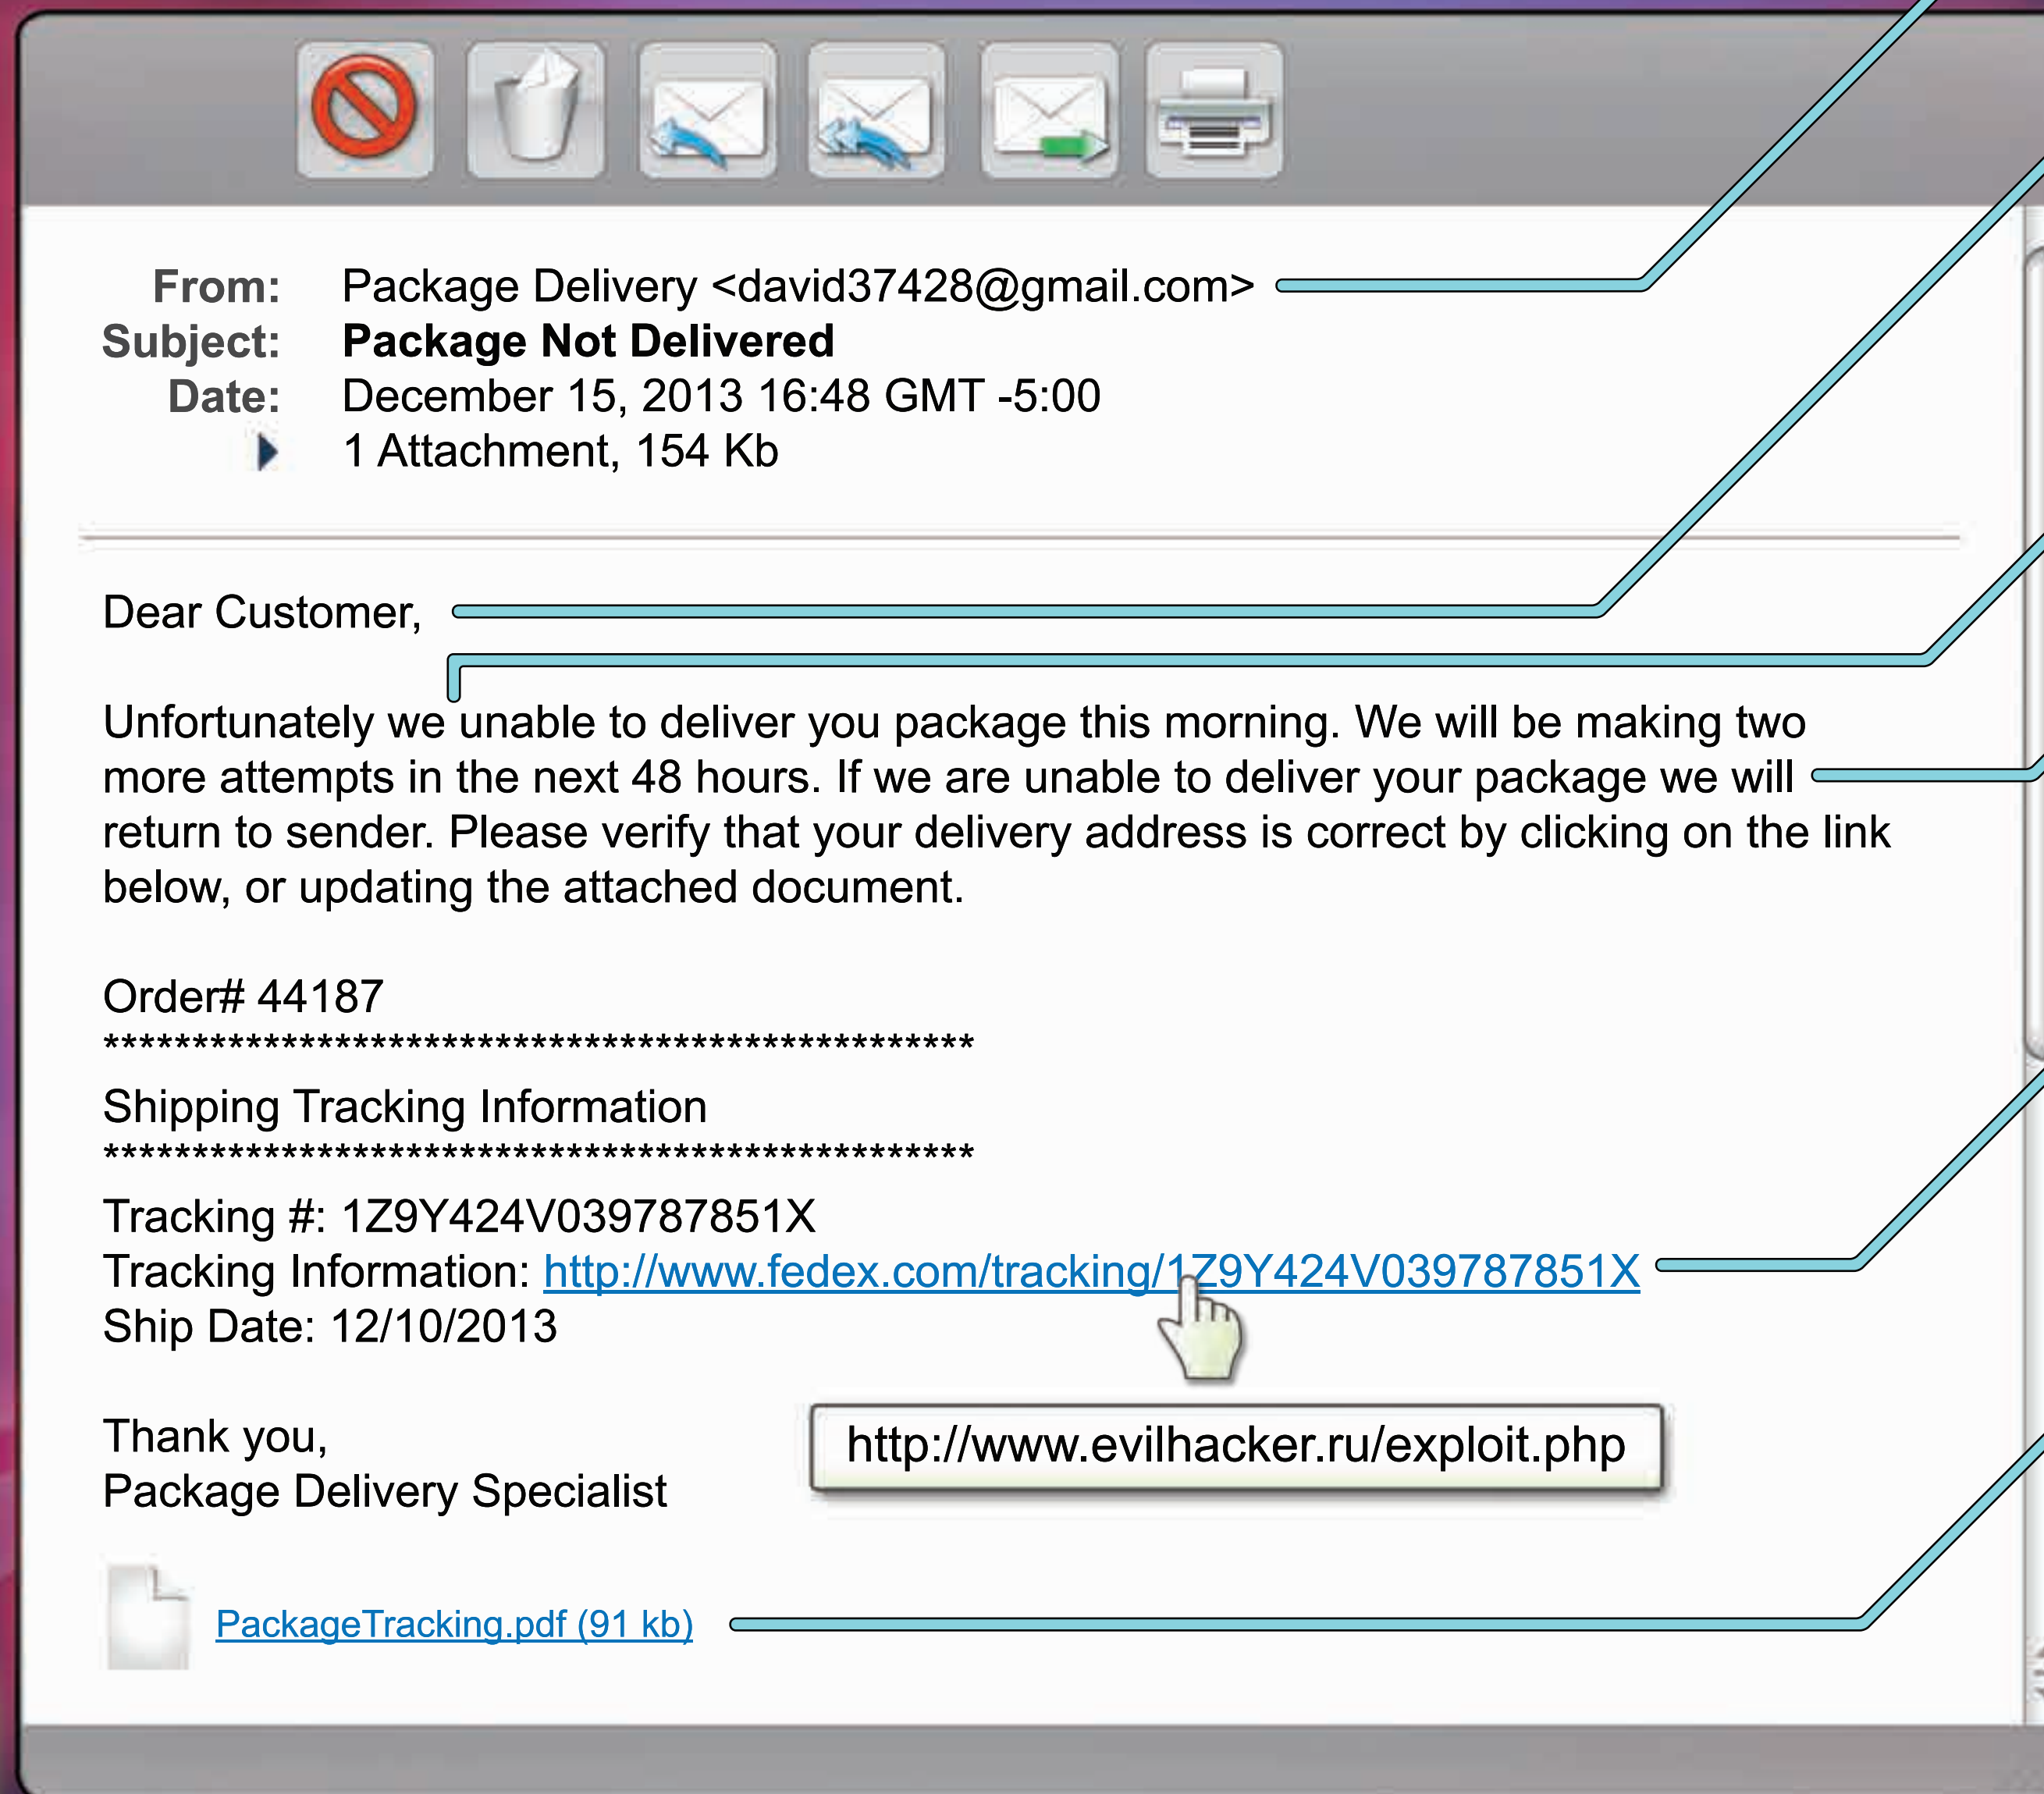 From: Package Delivery <david37428@gmail.com>
Subject: Package Not Delivered
Date: December 15, 2013 16:48 GMT -5:00
1 Attachment, 154 Kb
Dear Customer,
Unfortunately we unable to deliver you package this morning. We will be making two
more attempts in the next 48 hours. If we are unable to deliver your package we will
return to sender. Please verify that your delivery address is correct by clicking on the link
below, or updating the attached document.
Order# 44187
*************************************************
Shipping Tracking Information
*************************************************
Tracking #: 1Z9Y424V039787851X
Tracking Information: http://www.fedex.com/tracking/1Z9Y424V039787851X
Ship Date: 12/10/2013
http://www.evilhacker.ru/exploit.php
Thank you,
Package Delivery Specialist
PackageTracking.pdf (91 kb)